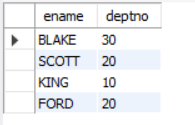 ename deptno
BLAKE 30
SCOTT 20
KING 10
FORD 20